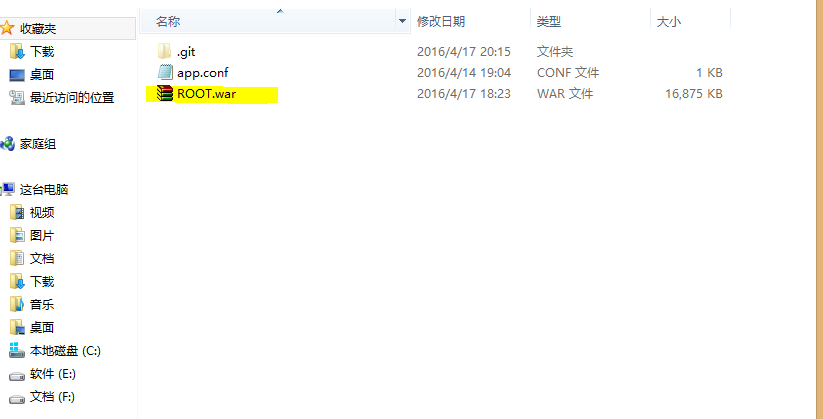 名称 修改日期 类型 大小
收藏夹
下载
桌面
最近访问的位置
家庭组
这台电脑
视频
图片
文档
下载
音乐
桌面
本地磁盘 (C:)
软件 (E:)
文档 (F:)
.git 2016/4/17 20:15 文件夹
app.conf 2016/4/14 19:04 CONF 文件 1 KB
ROOT.war 2016/4/17 18:23 WAR 文件 16,875 KB